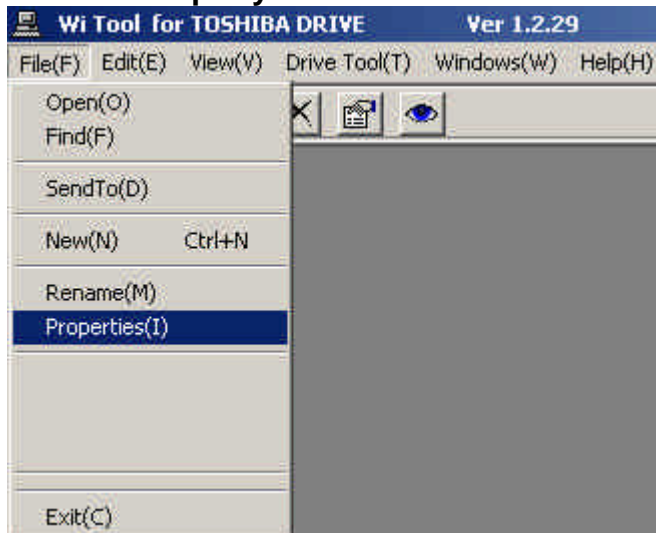 Wi Tool for TOSHIBA DRIVE Ver 1.2.29
File(F) Edit(E) View(V) Drive Tool(T) Windows(W) Help(H)
Open(O)
Find(F)
SendTo(D)
New(N) Ctrl+N
Rename(M)
Properties(I)
Exit(C)